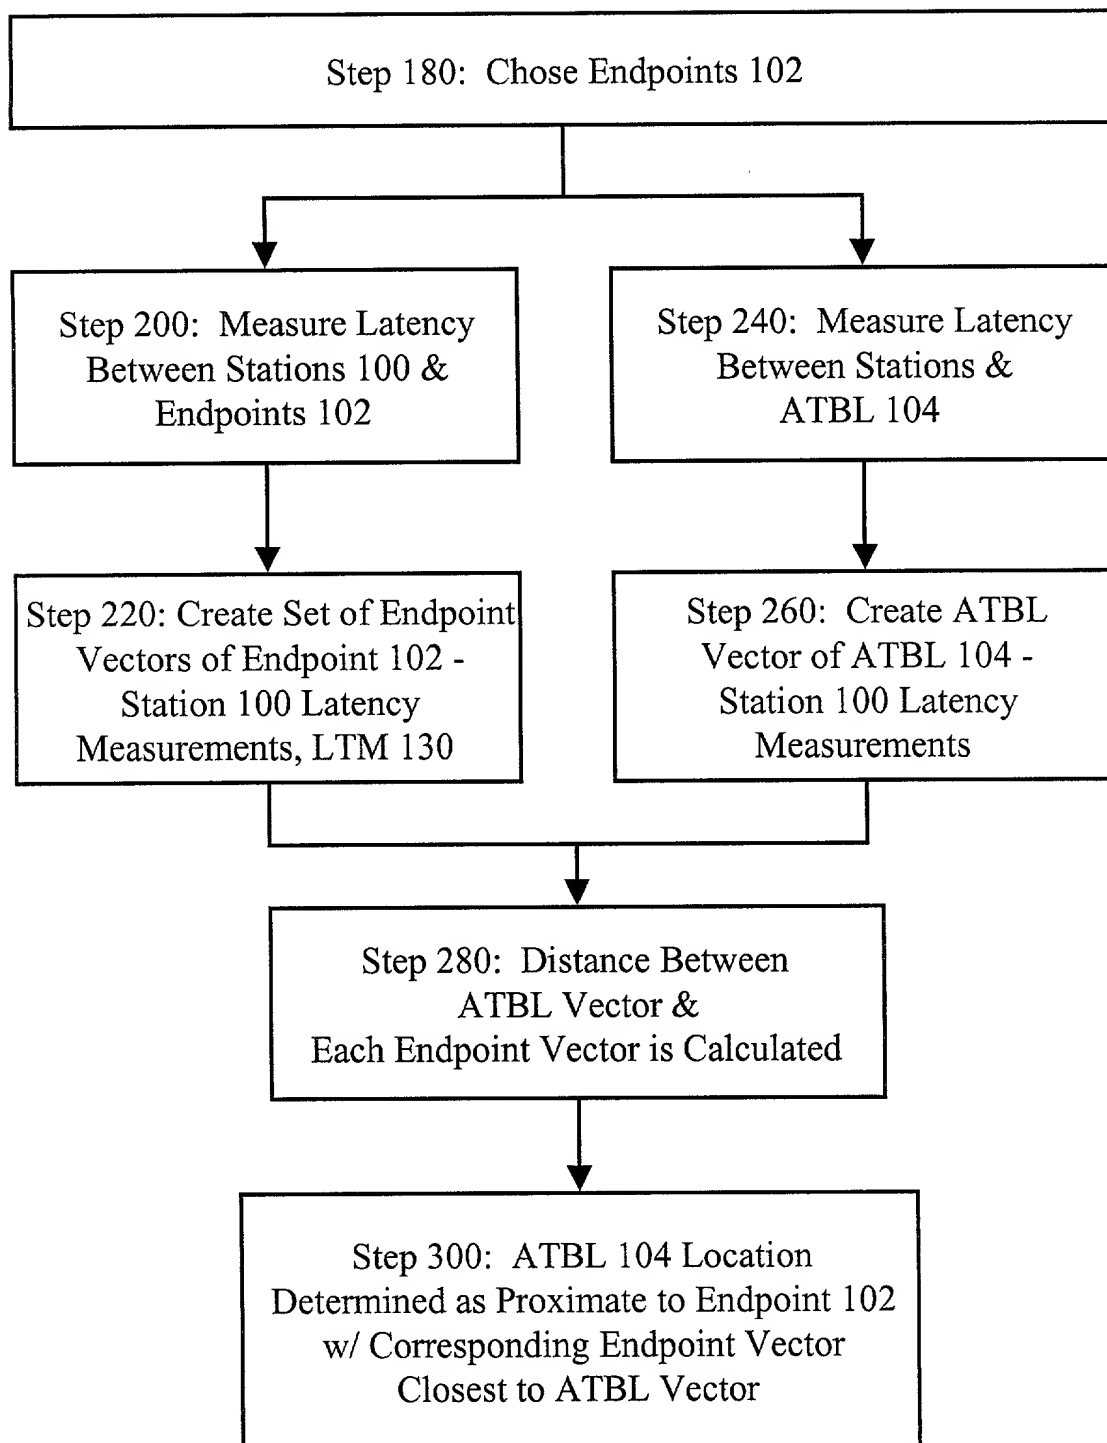 Step 180: Chose Endpoints 102
Step 200: Measure Latency
Between Stations 100 &
Endpoints 102
Step 240: Measure Latency
Between Stations &
ATBL 104
Step 220: Create Set of Endpoint
Vectors of Endpoint 102 -
Station 100 Latency
Measurements, LTM 130
Step 260: Create ATBL
Vector of ATBL 104 -
Station 100 Latency
Measurements
Step 280: Distance Between
ATBL Vector &
Each Endpoint Vector is Calculated
Step 300: ATBL 104 Location
Determined as Proximate to Endpoint 102
w/ Corresponding Endpoint Vector
Closest to ATBL Vector